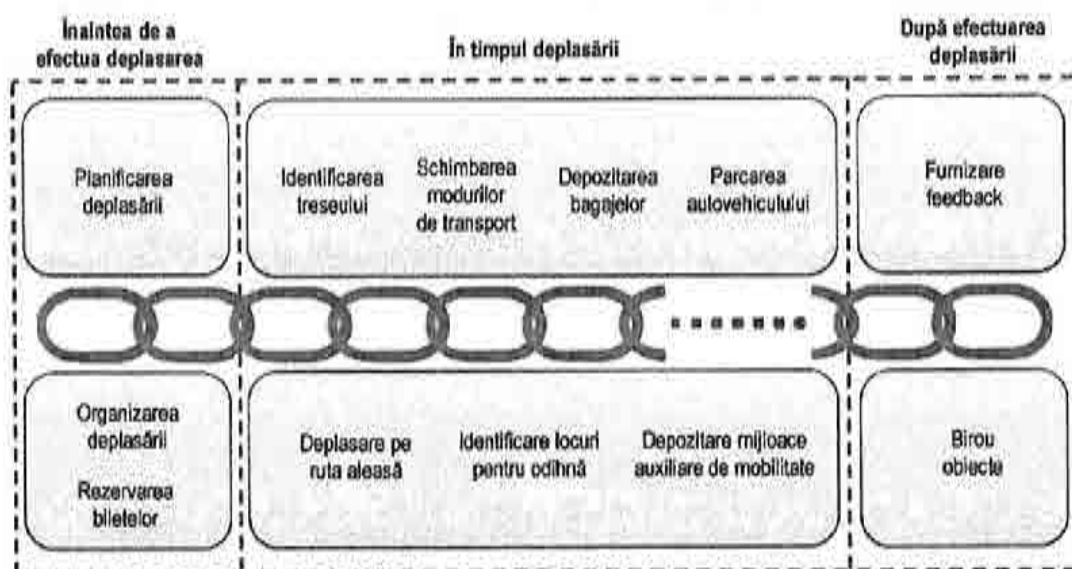 Înaintea de a
efectua deplasarea
În timpul deplasării
După efectuarea
deplasării
Planificarea
deplasării
Identificarea
treseului
Schimbarea
modurilor
de transport
Depozitarea
bagajelor
Parcarea
autovehiculului
Furnizare
feedback
Organizarea
deplasării
Rezervarea
biletelor
Deplasare pe
ruta aleasă
Identificare locuri
pentru odihnă
Depozitare mijloace
auxiliare de mobilitate
Birou
obiecte